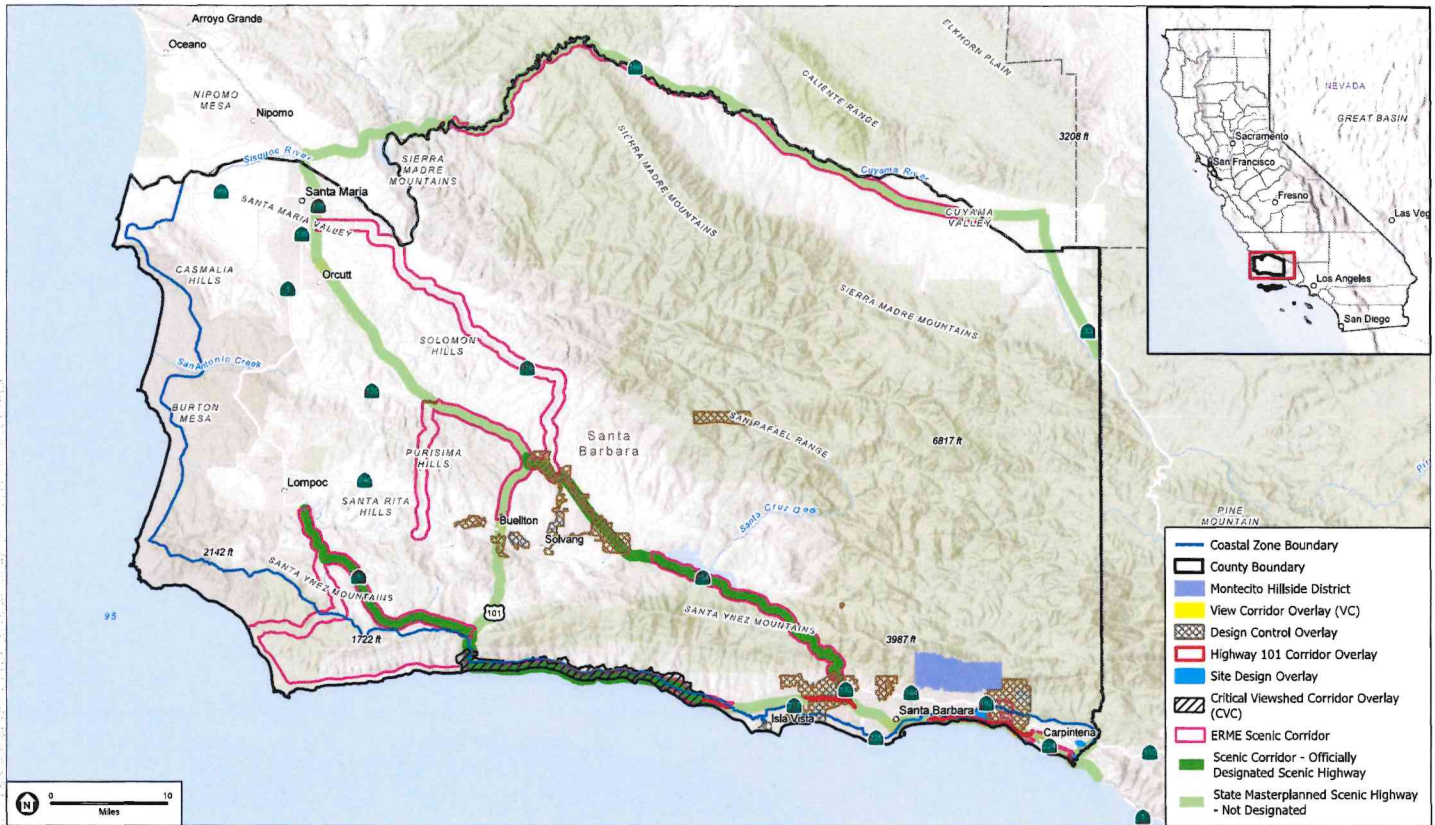 Arroyo Grande
Oceano
NIPOMO
MESA
Nipomo
Sisquoc River
SIERRA
MADRE
MOUNTAINS
Santa Maria
SANTA MARIA VALLEY
CASMALIA
HILLS
Orcutt
San Antonio Creek
SOLOMON
HILLS
BURTON
MESA
PURISIMA
HILLS
Lompoc
SANTA RITA
HILLS
2142 ft
SANTA YNEZ MOUNTAINS
1722 ft
95
Buellton
Solvang
101
Santa
Barbara
SIERRA MADRE MOUNTAINS
ELKHORN PLAIN
CALIENTE RANGE
3208 ft
Cuyama River
CUYAMA
VALLEY
SIERRA MADRE MOUNTAINS
SAN RAFAEL RANGE
6817 ft
SANTA YNEZ MOUNTAINS
3987 ft
Isla Vista
Santa Barbara
Carpinteria
PINE
MOUNTAIN
NEVADA
GREAT BASIN
Sacramento
San Francisco
Fresno
Las Veg
Los Angeles
San Diego
Coastal Zone Boundary
County Boundary
Montecito Hillside District
View Corridor Overlay (VC)
Design Control Overlay
Highway 101 Corridor Overlay
Site Design Overlay
Critical Viewshed Corridor Overlay
(CVC)
ERME Scenic Corridor
Scenic Corridor - Officially
Designated Scenic Highway
State Masterplanned Scenic Highway
- Not Designated
N
0 10
Miles